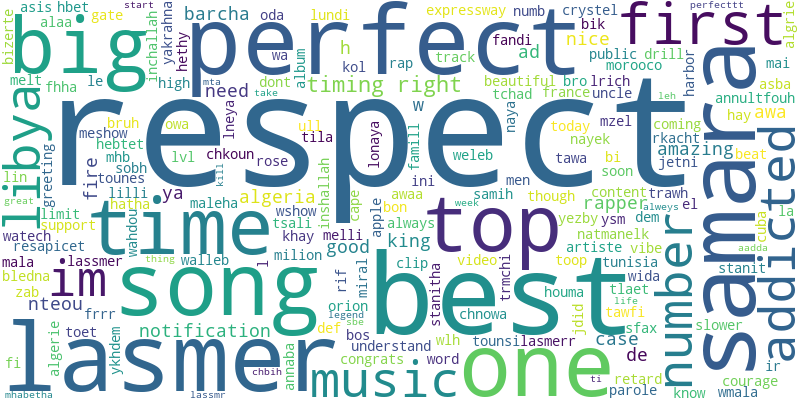 start
perfecttt
asis hbet
gate
barcha
oda
lundi
expressway
numb
crystel
bik
first
algrie
big
perfect
alaa
bizerte
inchallah
yakrahna
hethy
wa
h
kol
rap
track
ad
fandi
nice
public
drill
morooco
mai
melt
le
high
need
timing right
album
dont
beautiful
bro
lrich
uncle
harbor
samara
asba
fhha
mta
take
respect
tchad
france
leh
annultfouh
libya
bruh
owa
lneya
ull
w
naya
today
mzel
coming
hay
awa
meshow
hebtet
lvl
chkoun
tila
lonaya
famill
weleb
nayek
tawa
bi
soon
rkacht
jetni
amazing
beat
addicted
greeting
fire
mhb
sobh
rose
kill
lin
tounes
lilli
ya
algeria
inshallah
cape
awaa
ini
men
though
content
trawh
great
limit
hatha
maleha
bon
always
samih
week
yezby
rapper
ysm
dem
el
alweys
cuba
la
support
time
wahdou
wshow
tsali
apple
top
natmanelk
vibe
watech
resapicet
khay
melli
good
king
artiste
aadda
mala
lassmer
walleb
milion
rif
miral
clip
video
toop
tunisia
wida
number
stanit
bledha
im
song
thing
l
orion
stanitha
trmchi
best
houma
tlaet
life
zab
nteou
legend
chnowa
jdid
tawfi
sfax
slower
frrr
notification
def
sbe
bos
understand
wlh
tounsi
lasmerr
case
ir
fi
algerie
toet
ykhdem
lasmer
chbih
annaba
congrats
word
one
de
retard
know
courage
mhabetha
lassmr
music
ti
parole
wmala